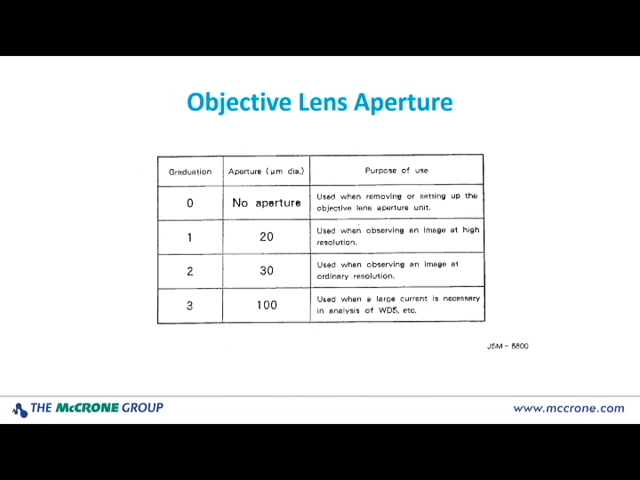 Objective Lens Aperture
Graduation Aperture (µm dia.) Purpose of use
0 No aperture Used when removing or setting up the
objective lens aperture unit.
1 20 Used when observing an image at high
resolution.
2 30 Used when observing an image at
ordinary resolution.
3 100 Used when a large current is necessary
in analysis of WDS, etc.
JSM-
THE McCRONE GROUP www.mccrone.com